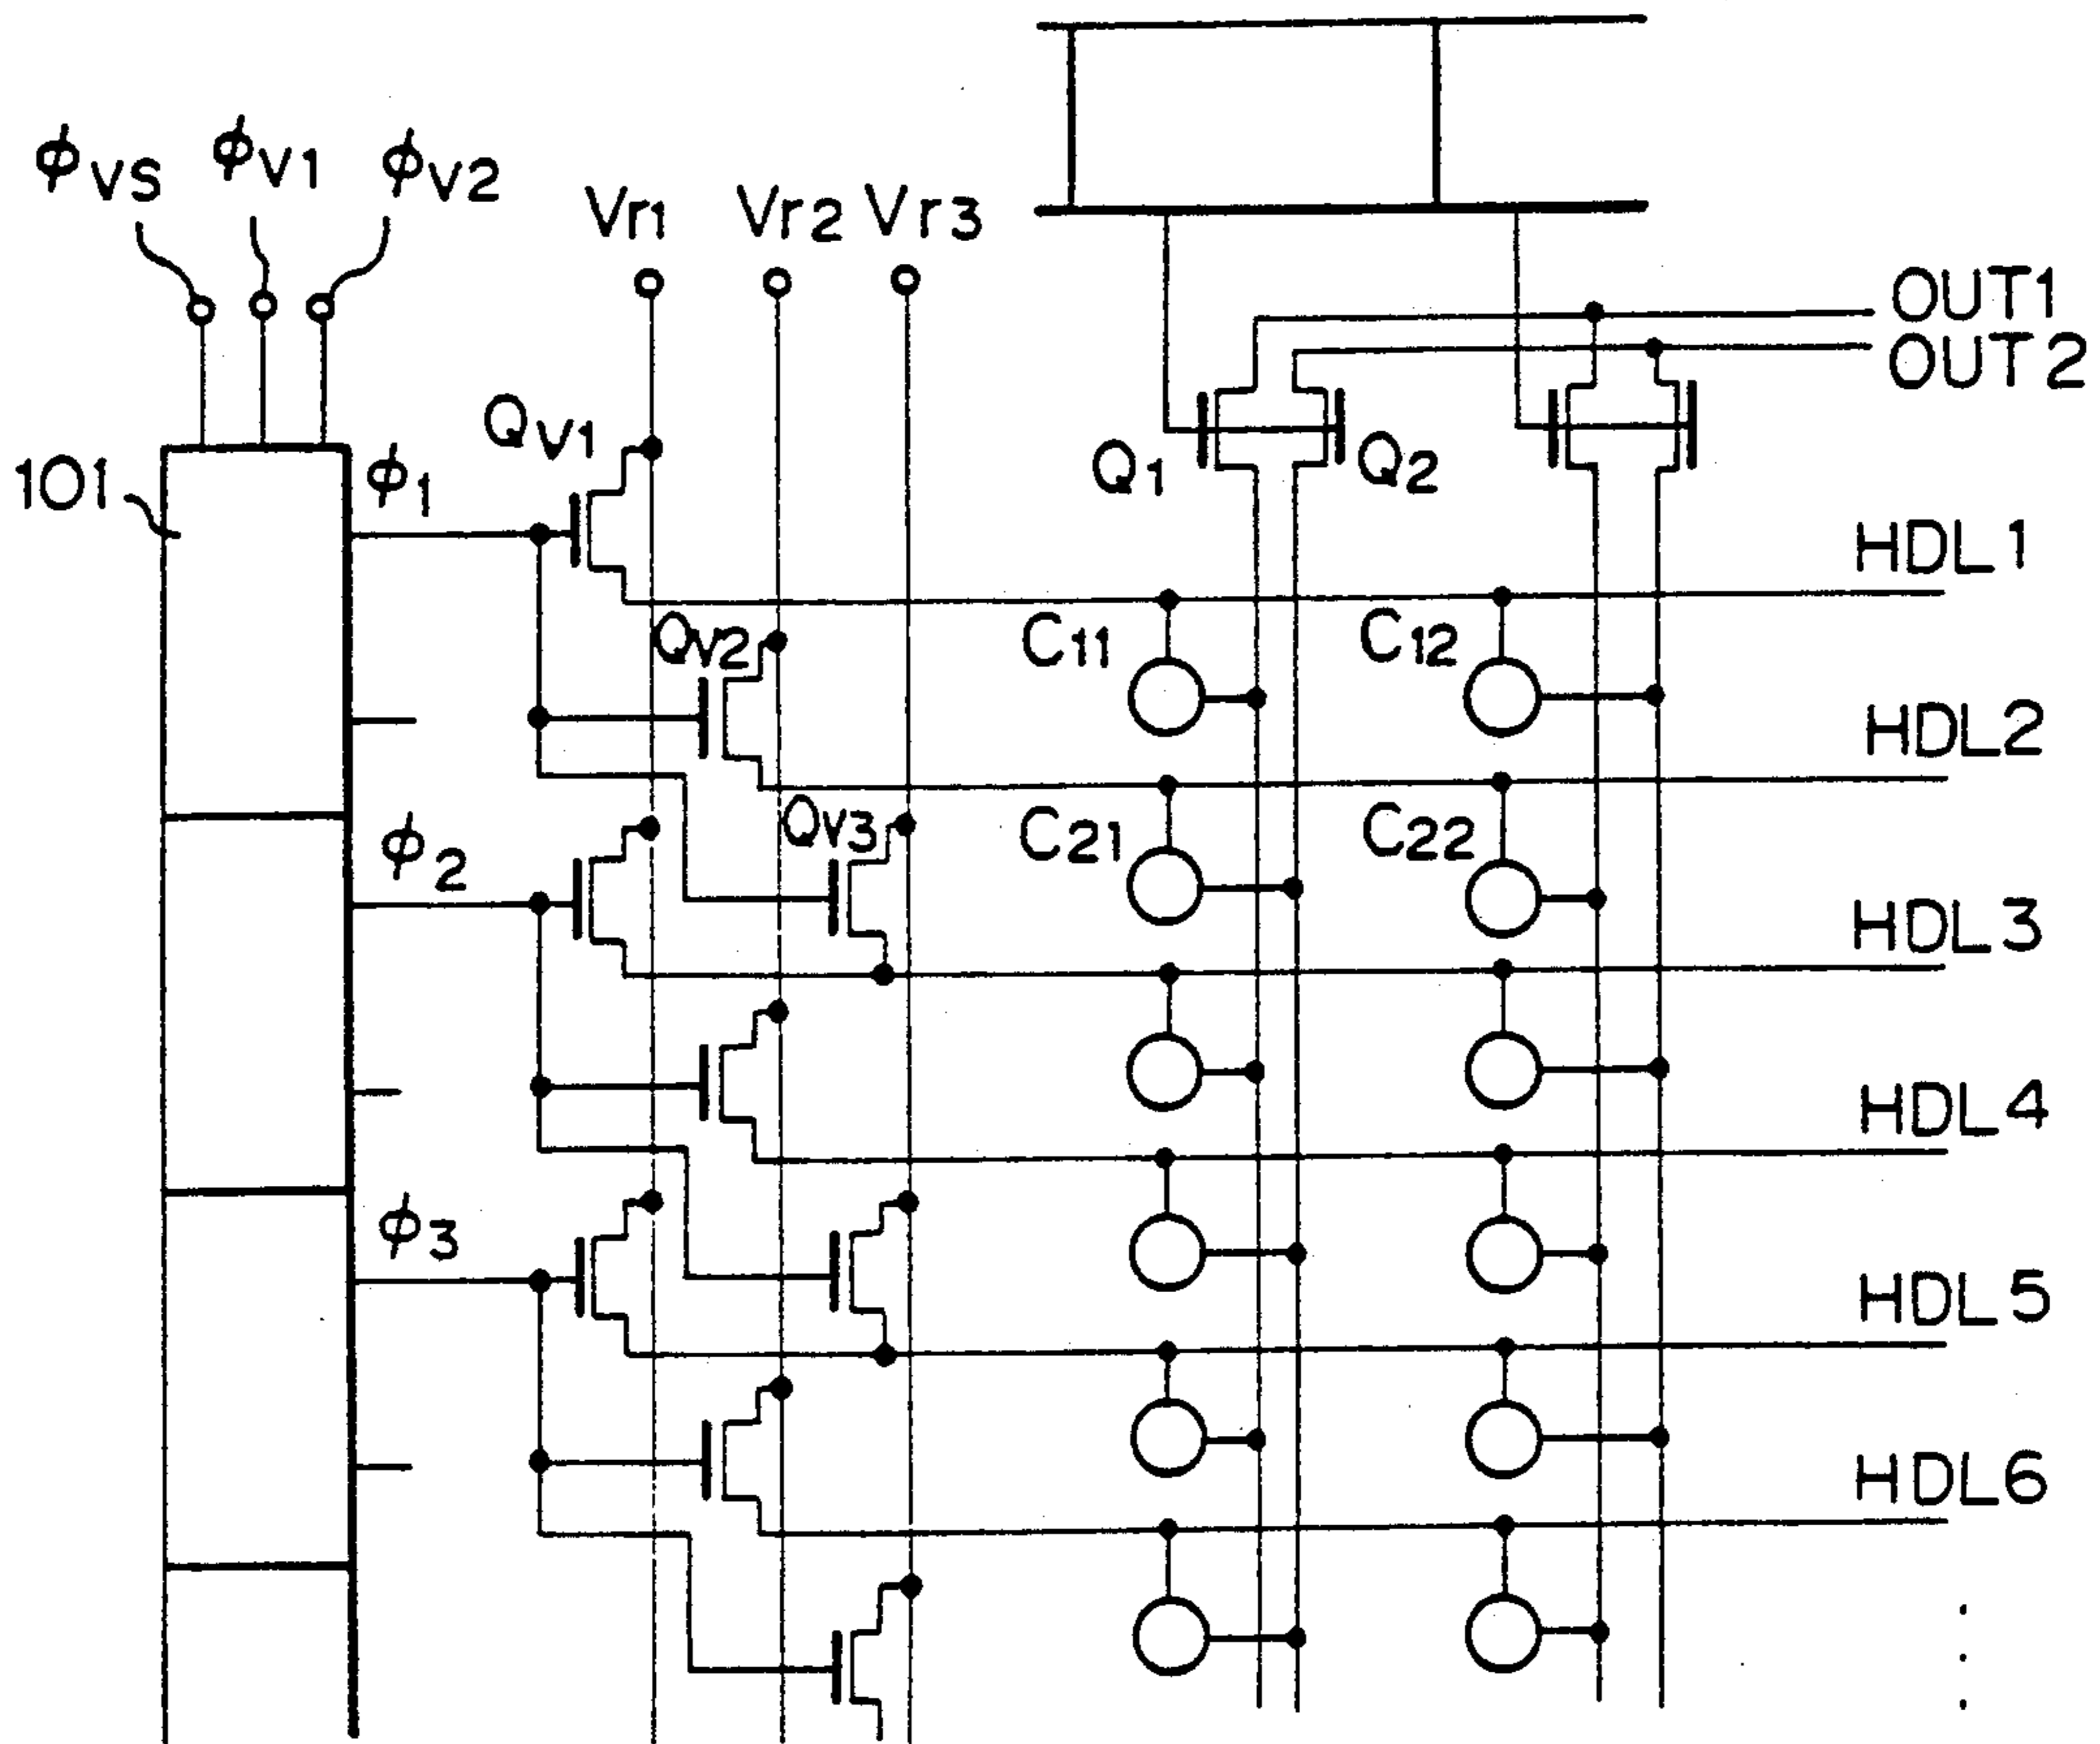 ϕVS ϕV1 ϕV2
Vr1 Vr2 Vr3
OUT1
OUT2
QV1
101
ϕ1
Q1 Q2
HDL1
QV2
C11 C12
HDL2
QV3
C21 C22
ϕ2
HDL3
HDL4
ϕ3
HDL5
HDL6